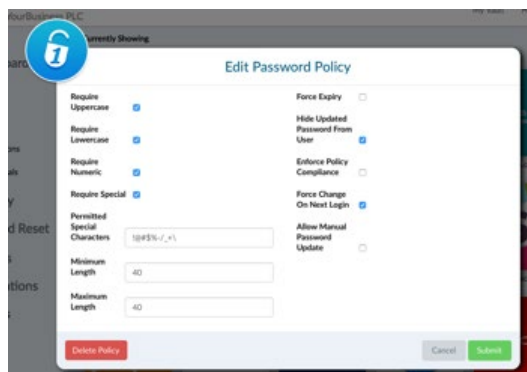 YourBusiness PLC
Currently Showing
1
Edit Password Policy
Require
Uppercase
Require
Lowercase
Require
Numeric
Require Special
Permitted
Special
Characters
!@#$%-/_+\
Minimum
Length
40
Maximum
Length
40
Force Expiry
Hide Updated
Password From
User
Enforce Policy
Compliance
Force Change
On Next Login
Allow Manual
Password
Update
Delete Policy
Cancel
Submit
d Reset